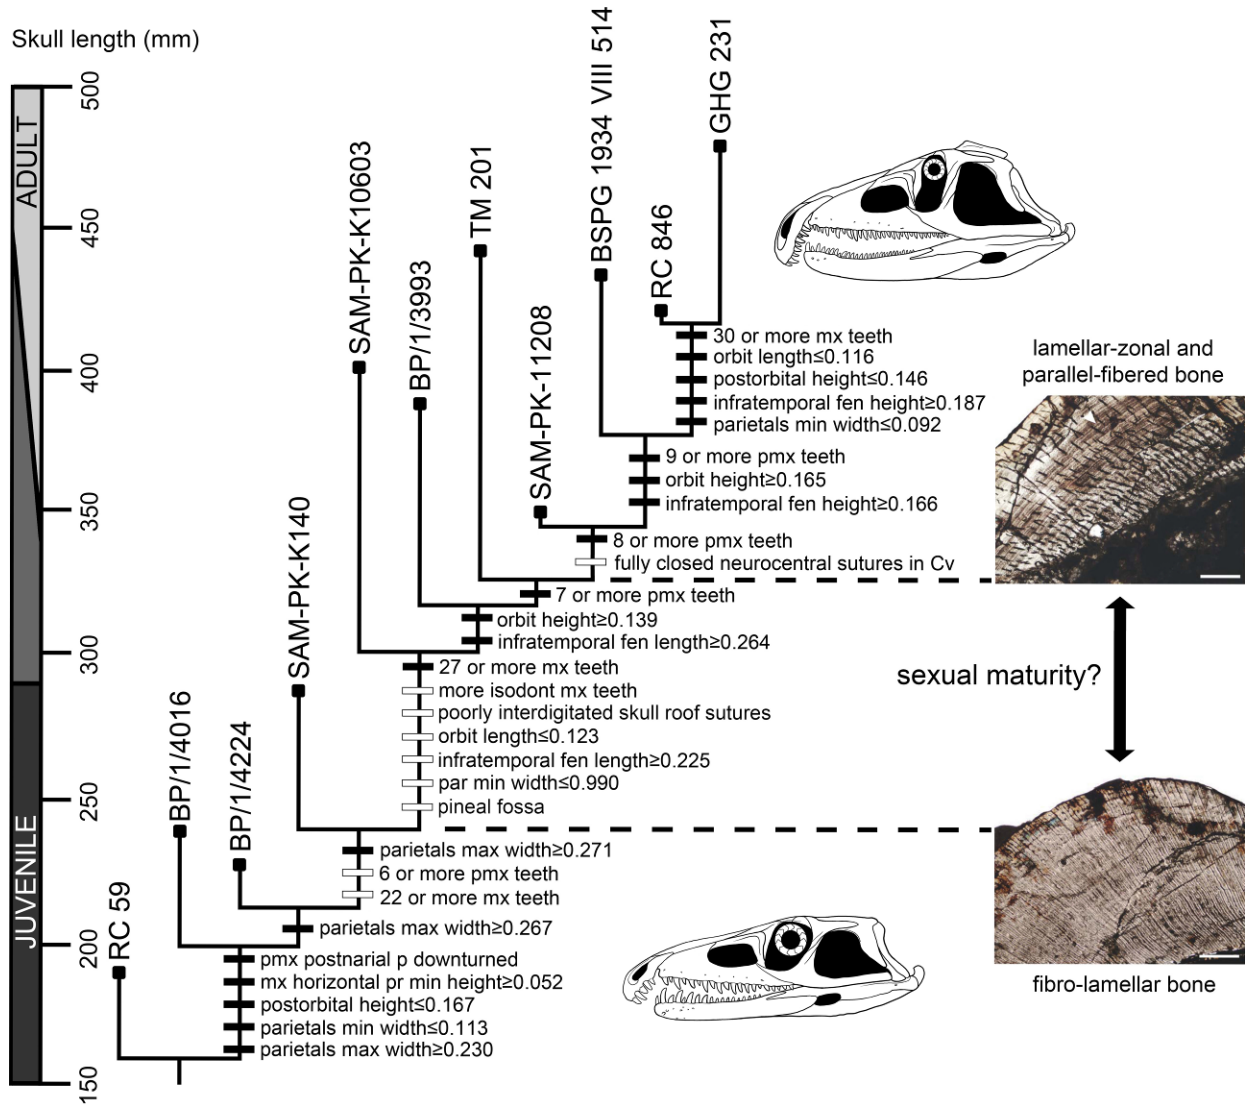 Skull length (mm)
500
450
400
350
300
250
200
150
ADULT
JUVENILE
RC 59
BP/1/4016
BP/1/4224
SAM-PK-K140
SAM-PK-K10603
BP/1/3993
TM 201
SAM-PK-11208
BSPG 1934 VIII 514
RC 846
GHG 231
30 or more mx teeth
orbit length≤0.116
postorbital height≤0.146
infratemporal fen height≥0.187
parietals min width≤0.092
9 or more pmx teeth
orbit height≥0.165
infratemporal fen height≥0.166
8 or more pmx teeth
fully closed neurocentral sutures in Cv
7 or more pmx teeth
orbit height≥0.139
infratemporal fen length≥0.264
27 or more mx teeth
more isodont mx teeth
poorly interdigitated skull roof sutures
orbit length≤0.123
infratemporal fen length≥0.225
par min width≤0.990
pineal fossa
parietals max width≥0.271
6 or more pmx teeth
22 or more mx teeth
parietals max width≥0.267
pmx postnarial p downturned
mx horizontal pr min height≥0.052
postorbital height≤0.167
parietals min width≤0.113
parietals max width≥0.230
lamellar-zonal and
parallel-fibered bone
sexual maturity?
fibro-lamellar bone